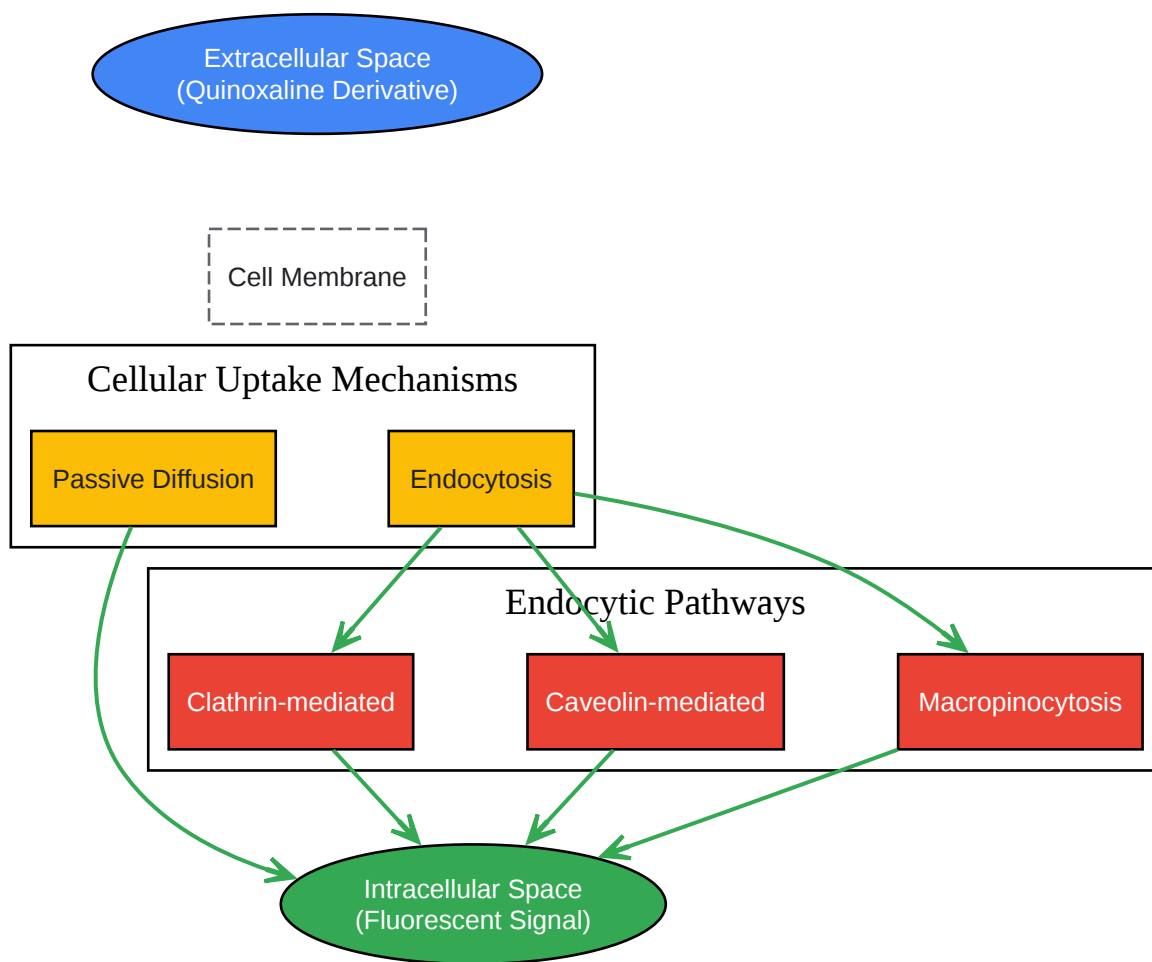 Extracellular Space
(Quinoxaline Derivative)
Cell Membrane
Cellular Uptake Mechanisms
Passive Diffusion
Endocytosis
Endocytic Pathways
Clathrin-mediated
Caveolin-mediated
Macropinocytosis
Intracellular Space
(Fluorescent Signal)